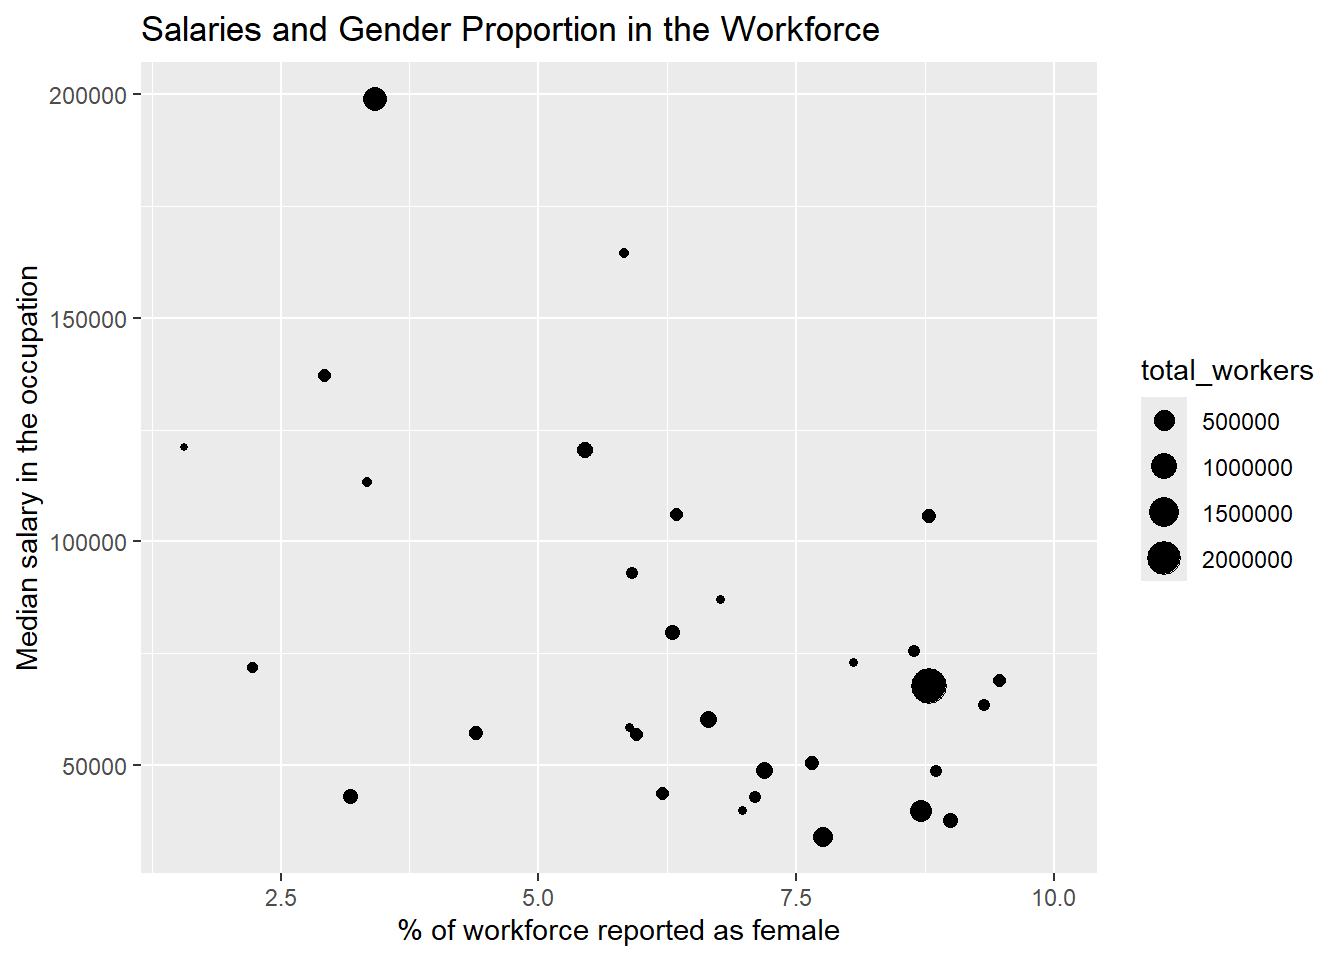 Salaries and Gender Proportion in the Workforce
200000
150000
100000
50000
Median salary in the occupation
2.5 5.0 7.5 10.0
% of workforce reported as female
total_workers
500000
1000000
1500000
2000000